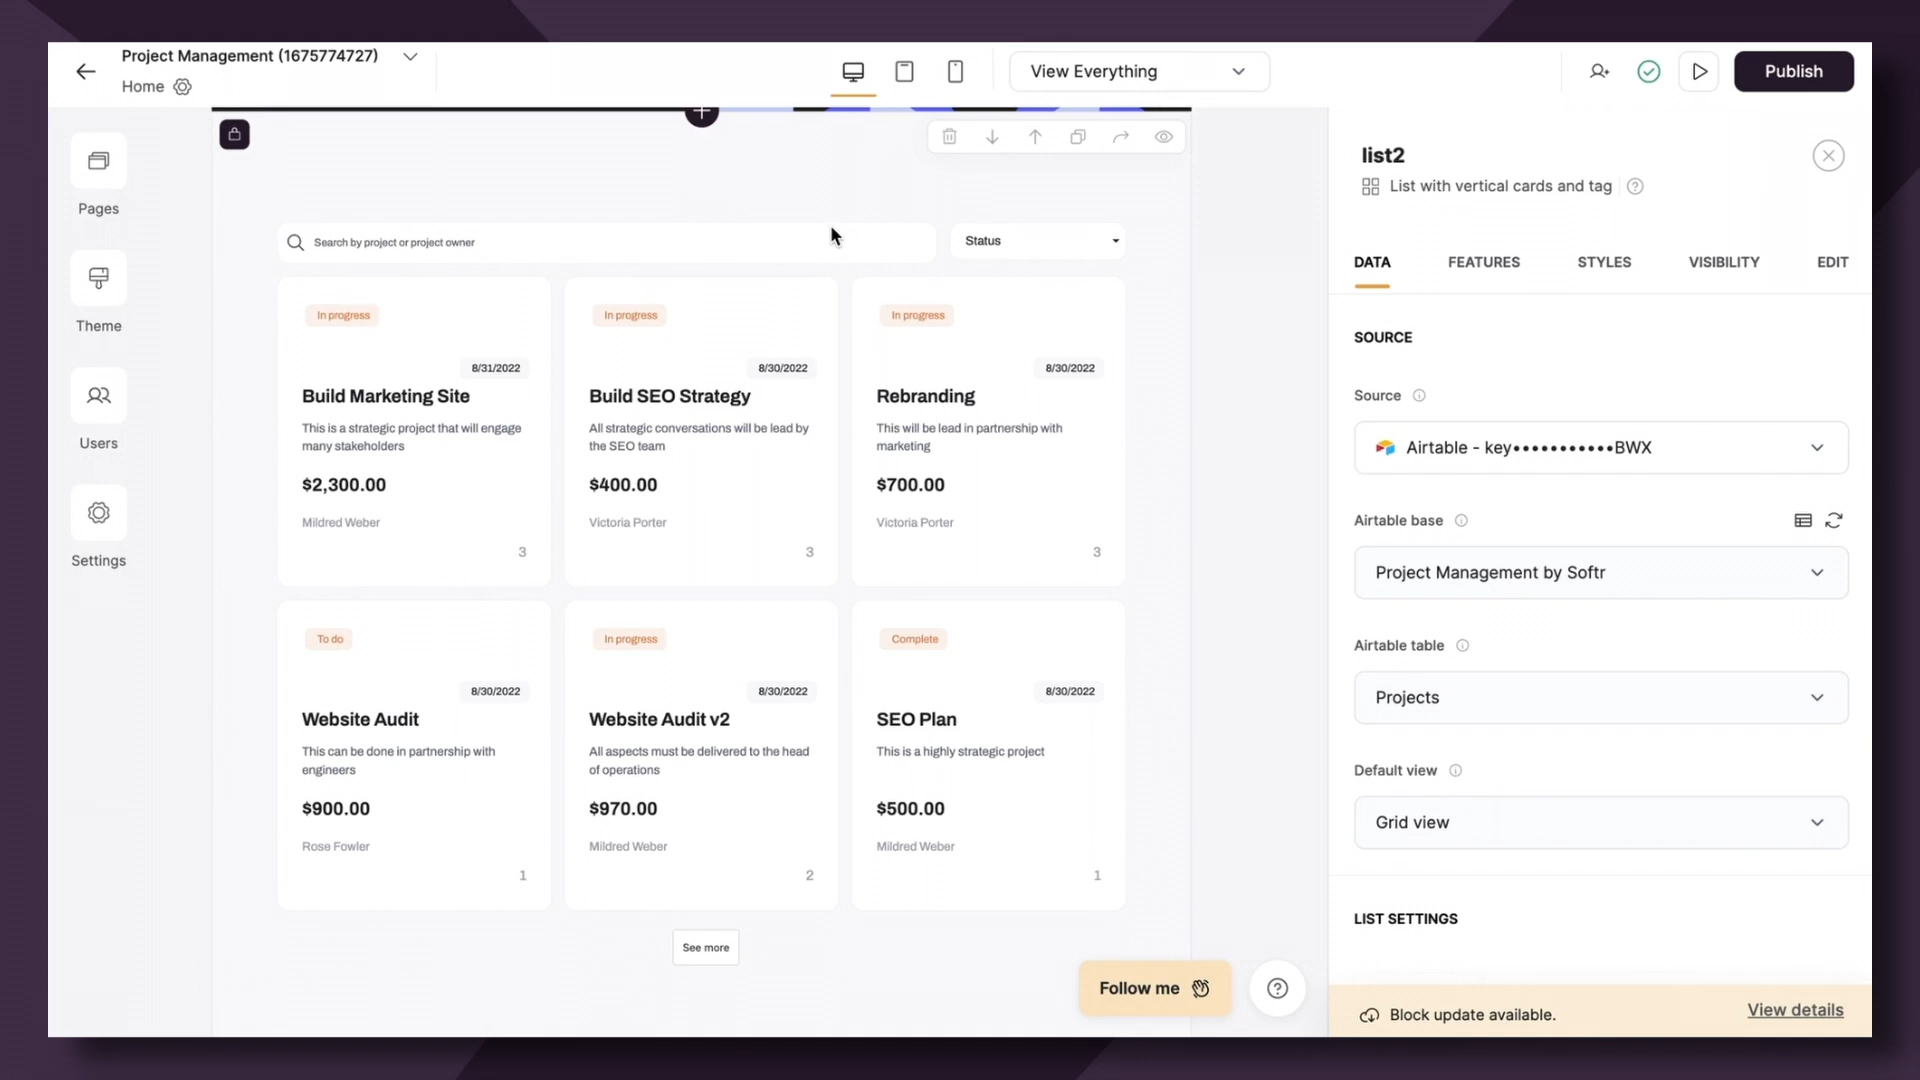 Project Management (1675774727)
Home
View Everything
Publish
Pages
Theme
Users
Settings
Search by project or project owner
Status
In progress
8/31/2022
Build Marketing Site
This is a strategic project that will engage
many stakeholders
$2,300.00
Mildred Weber
3
In progress
8/30/2022
Build SEO Strategy
All strategic conversations will be lead by
the SEO team
$400.00
Victoria Porter
3
In progress
8/30/2022
Rebranding
This will be lead in partnership with
marketing
$700.00
Victoria Porter
3
To do
8/30/2022
Website Audit
This can be done in partnership with
engineers
$900.00
Rose Fowler
1
In progress
8/30/2022
Website Audit v2
All aspects must be delivered to the head
of operations
$970.00
Mildred Weber
2
Complete
8/30/2022
SEO Plan
This is a highly strategic project
$500.00
Mildred Weber
1
See more
Follow me
list2
List with vertical cards and tag
DATA FEATURES STYLES VISIBILITY EDIT
SOURCE
Source
Airtable - key•••••••••••BWX
Airtable base
Project Management by Softr
Airtable table
Projects
Default view
Grid view
LIST SETTINGS
Block update available.
View details